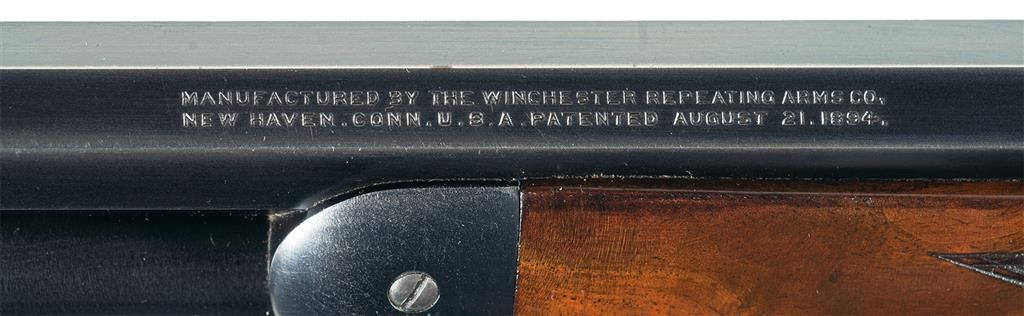 MANUFACTURED BY THE WINCHESTER REPEATING ARMS CO.
NEW HAVEN. CONN. U. S. A. PATENTED AUGUST 21. 1894.